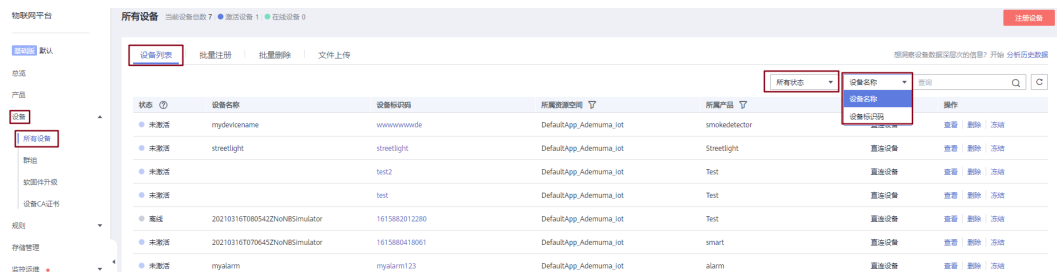 物联网平台
基础版 默认
总览
产品
设备
所有设备
群组
软固件升级
设备CA证书
规则
存储管理
监控运维
所有设备 当前设备总数 7 激活设备 1 在线设备 0
注册设备
设备列表 批量注册 批量删除 文件上传
想洞察设备数据深层次的信息？开始 分析历史数据
所有状态 设备名称 查询
设备名称
设备标识码
状态 设备名称 设备标识码 所属资源空间 所属产品 操作
未激活 mydevicename wwwwwwwde DefaultApp_Ademuma_iot smokedetector 直连设备 查看 删除 冻结
未激活 streetlight streetlight DefaultApp_Ademuma_iot Streetlight 直连设备 查看 删除 冻结
未激活 test2 DefaultApp_Ademuma_iot Test 直连设备 查看 删除 冻结
未激活 test DefaultApp_Ademuma_iot Test 直连设备 查看 删除 冻结
离线 20210316T080542ZNoNBSimulator 1615882012280 DefaultApp_Ademuma_iot Test 直连设备 查看 删除 冻结
未激活 20210316T070645ZNoNBSimulator 1615880418061 DefaultApp_Ademuma_iot smart 直连设备 查看 删除 冻结
未激活 myalarm myalarm123 DefaultApp_Ademuma_iot alarm 直连设备 查看 删除 冻结